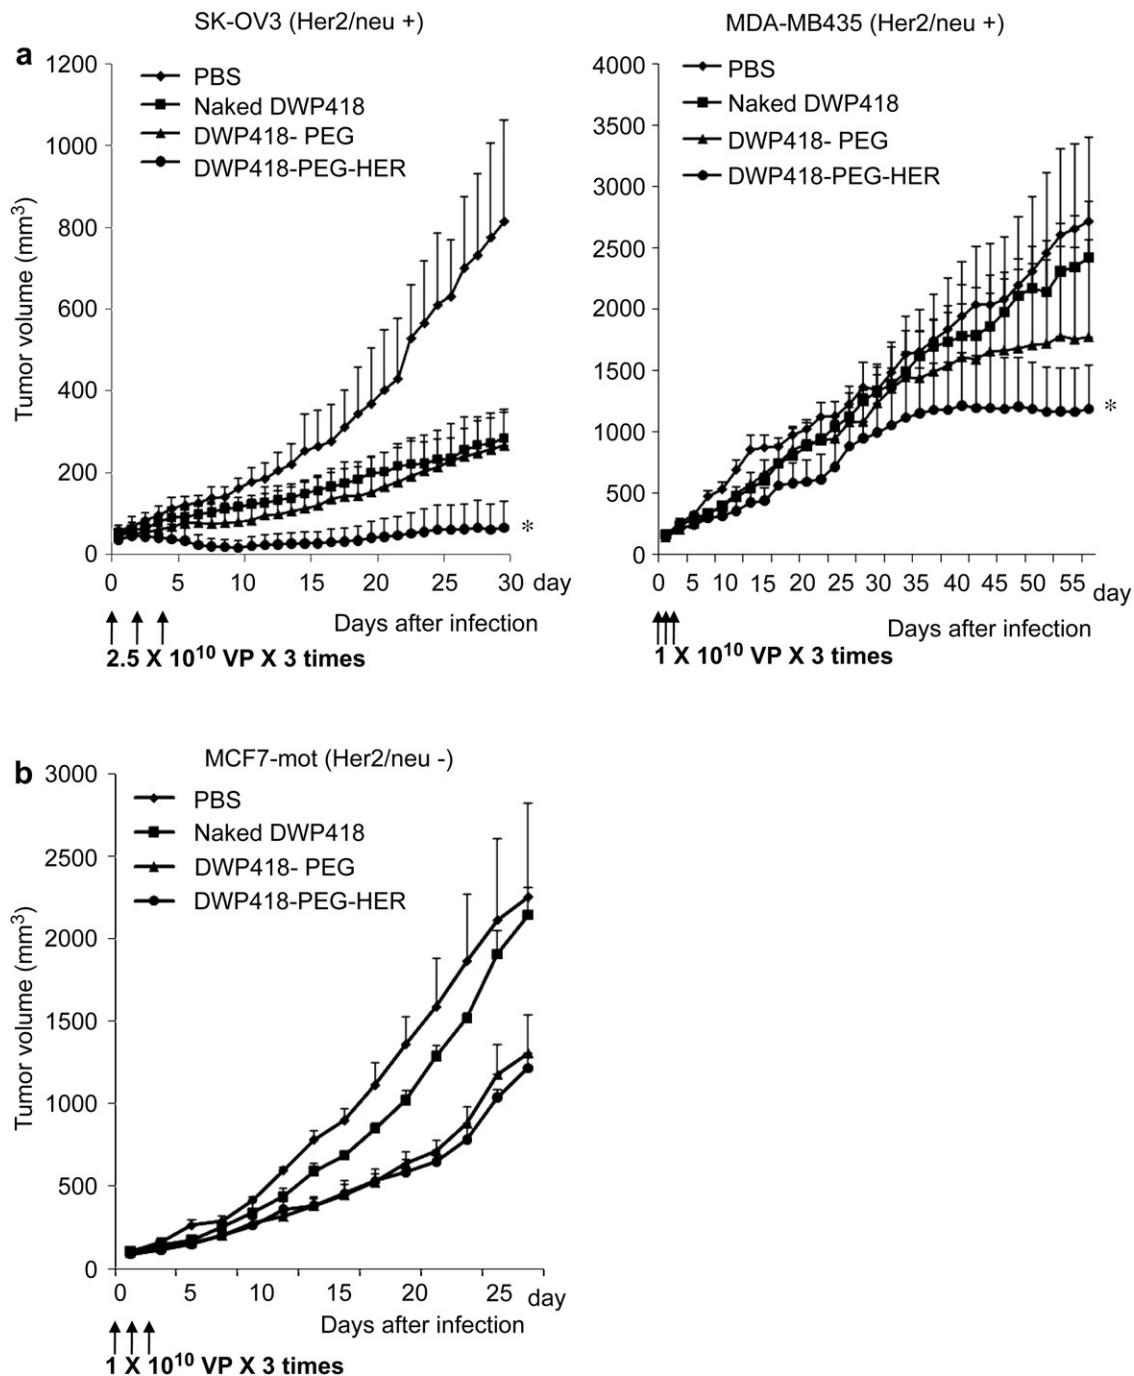 SK-OV3 (Her2/neu +)
a
1200
1000
800
600
400
200
0
Tumor volume (mm³)
PBS
Naked DWP418
DWP418- PEG
DWP418-PEG-HER
*
0 5 10 15 20 25 30 day
Days after infection
2.5 X 10¹⁰ VP X 3 times
MDA-MB435 (Her2/neu +)
4000
3500
3000
2500
2000
1500
1000
500
0
PBS
Naked DWP418
DWP418- PEG
DWP418-PEG-HER
*
0 5 10 15 20 25 30 35 40 45 50 55 day
Days after infection
1 X 10¹⁰ VP X 3 times
b
MCF7-mot (Her2/neu -)
3000
2500
2000
1500
1000
500
0
Tumor volume (mm³)
PBS
Naked DWP418
DWP418- PEG
DWP418-PEG-HER
0 5 10 15 20 25 day
Days after infection
1 X 10¹⁰ VP X 3 times